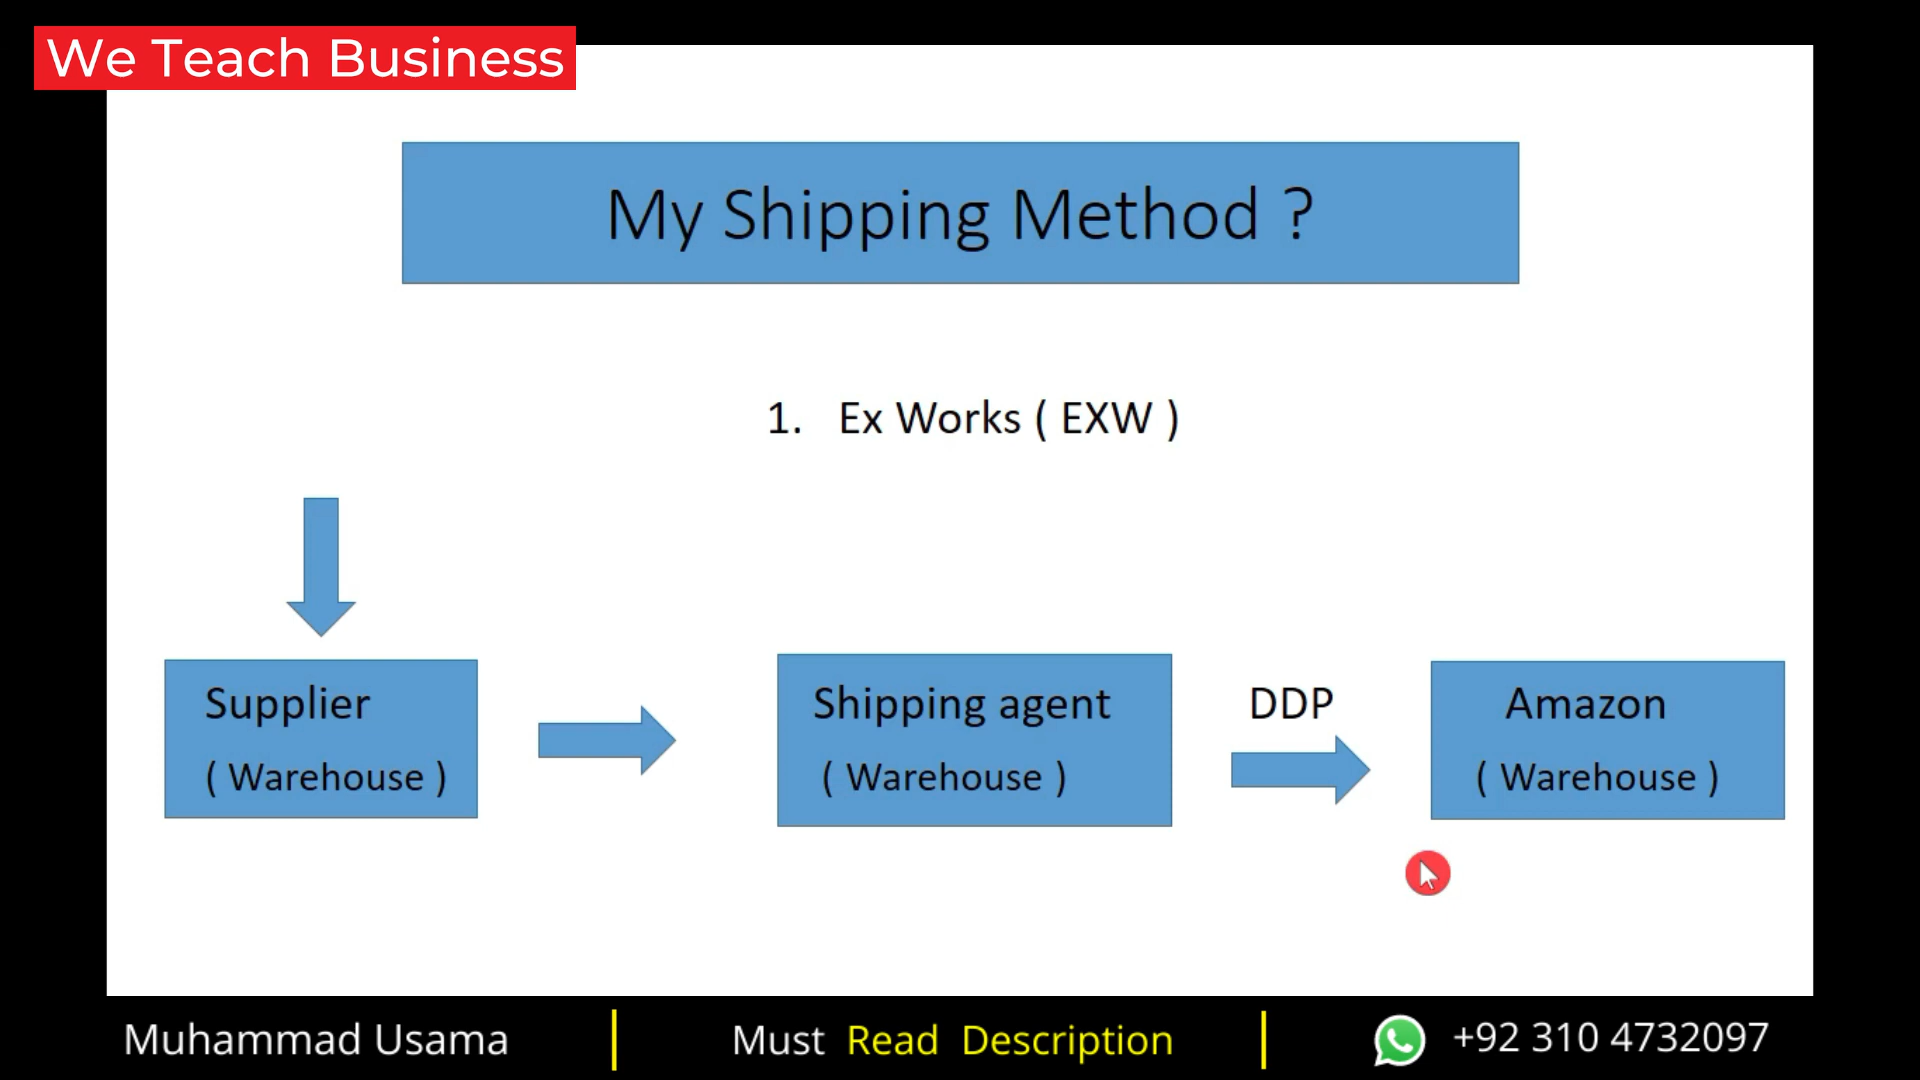 We Teach Business
My Shipping Method ?
1. Ex Works ( EXW )
Supplier
( Warehouse )
Shipping agent
( Warehouse )
DDP
Amazon
( Warehouse )
Muhammad Usama
Must Read Description
+92 310 4732097